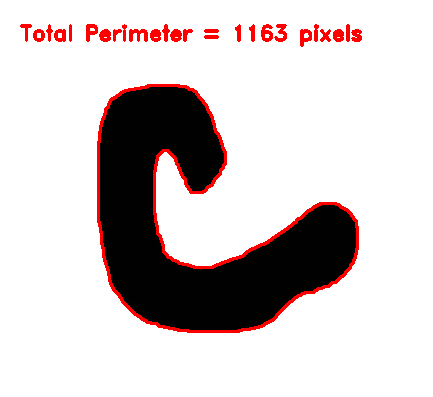 Total Perimeter = 1163 pixels